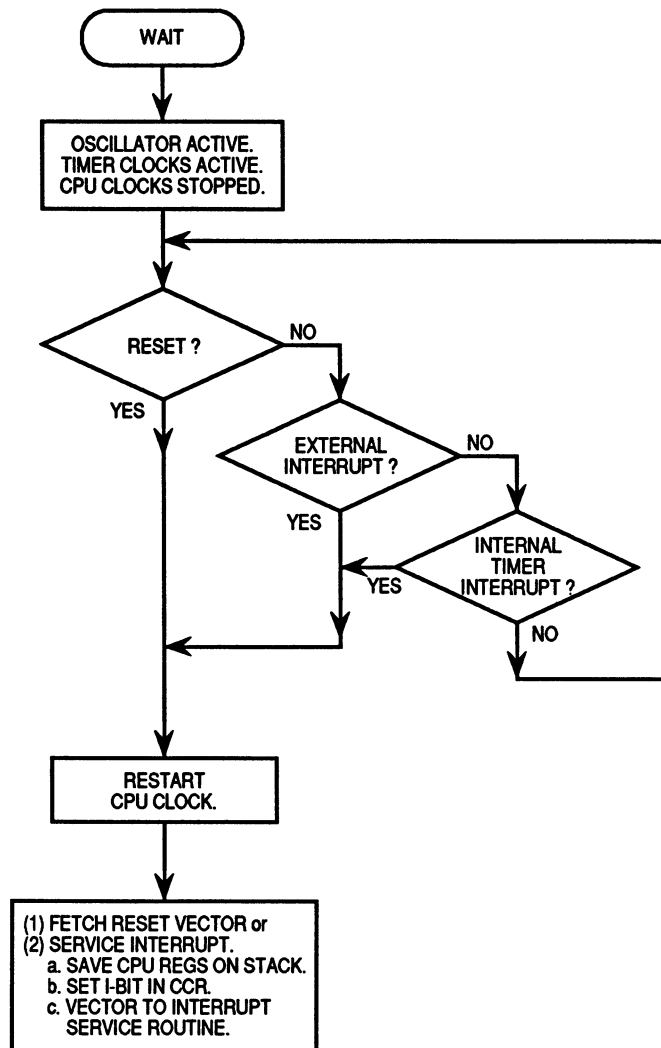 WAIT
OSCILLATOR ACTIVE.
TIMER CLOCKS ACTIVE.
CPU CLOCKS STOPPED.
RESET ?
NO
YES
EXTERNAL
INTERRUPT ?
NO
YES
INTERNAL
TIMER
INTERRUPT ?
YES
NO
RESTART
CPU CLOCK.
(1) FETCH RESET VECTOR or
(2) SERVICE INTERRUPT.
a. SAVE CPU REGS ON STACK.
b. SET I-BIT IN CCR.
c. VECTOR TO INTERRUPT
SERVICE ROUTINE.